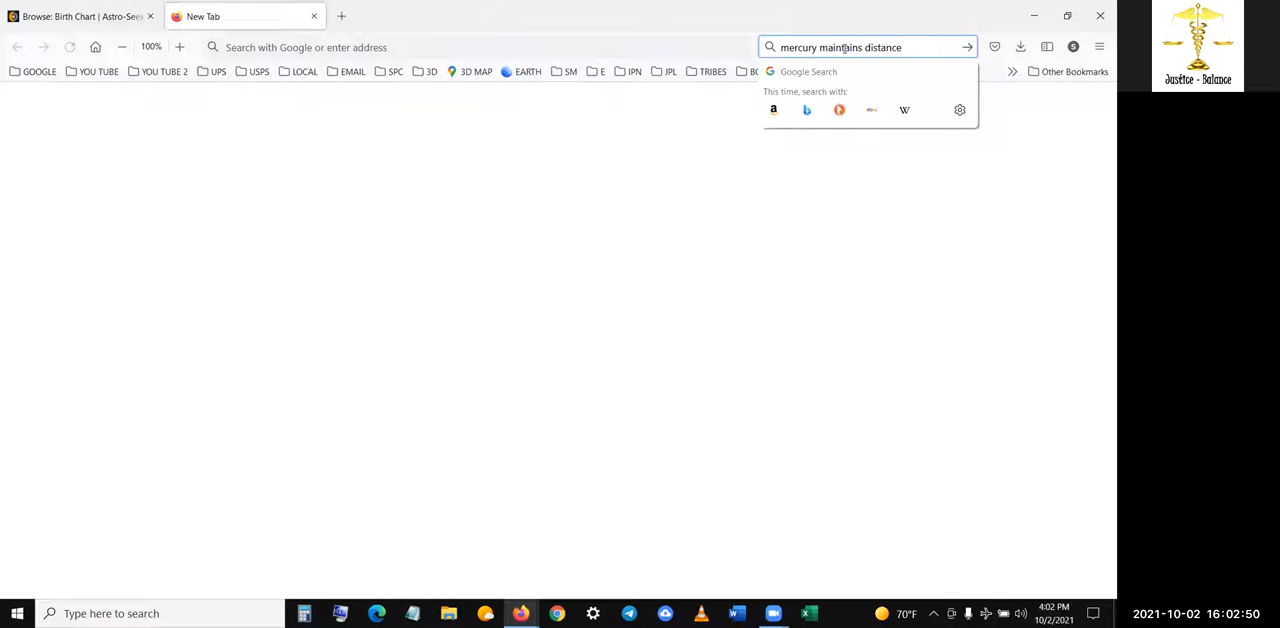 Browse: Birth Chart | Astro-Seek
New Tab
100%
Search with Google or enter address
mercury maintains distance
GOOGLE YOU TUBE YOU TUBE 2 UPS USPS LOCAL EMAIL SPC 3D 3D MAP EARTH SM E IPN JPL TRIBES Other Bookmarks
Google Search
This time, search with:
Justice - Balance
Type here to search
70°F
4:02 PM
10/2/2021
2021-10-02 16:02:50